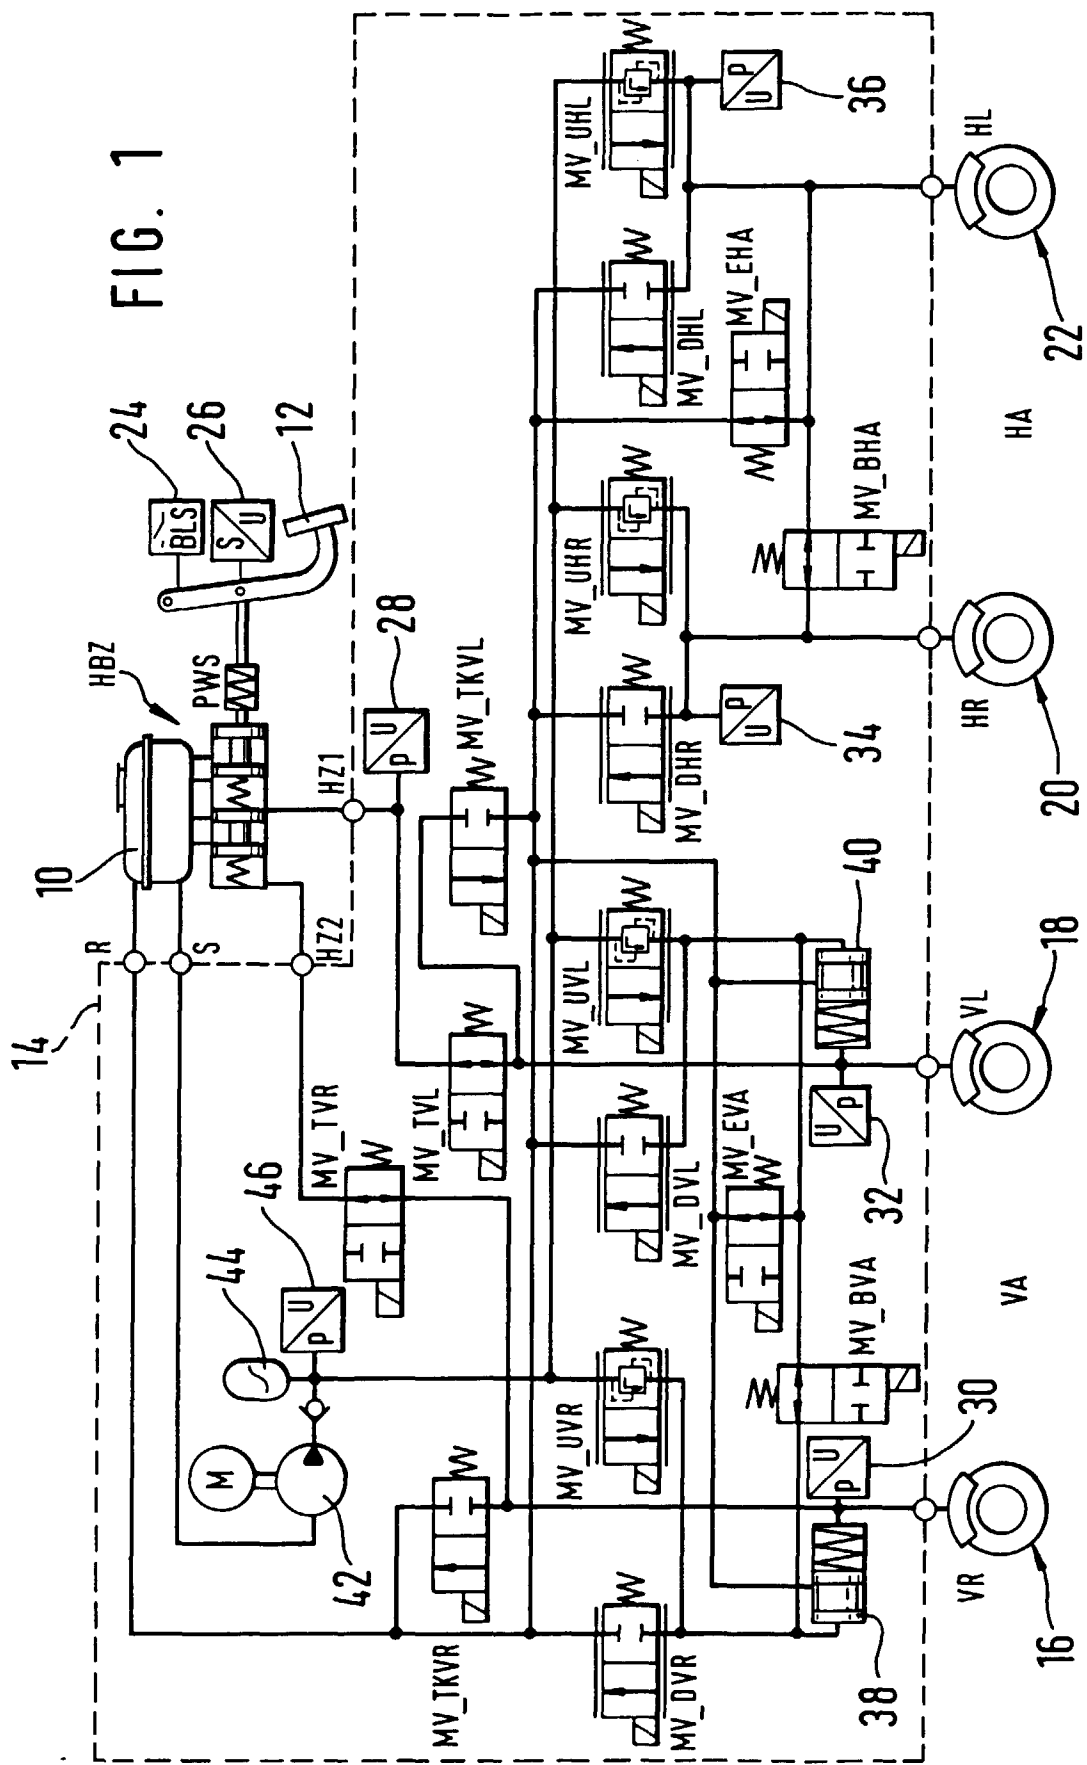 FIG. 1
24
BLS
26
S
U
12
HBZ
PWS
10
R
S
HZ1
HZ2
14
28
U
P
MV_TKVL
MV_TVR
MV_TVL
46
U
P
44
M
42
MV_TKVR
MV_UHL
MV_DHL
MV_EHA
P
U
36
MV_UHR
MV_DHR
MV_BHA
P
U
34
MV_UVL
MV_DVL
MV_EVA
40
U
P
32
MV_UVR
MV_DVR
MV_BVA
U
P
30
38
HL
22
HA
HR
20
VL
18
VA
VR
16